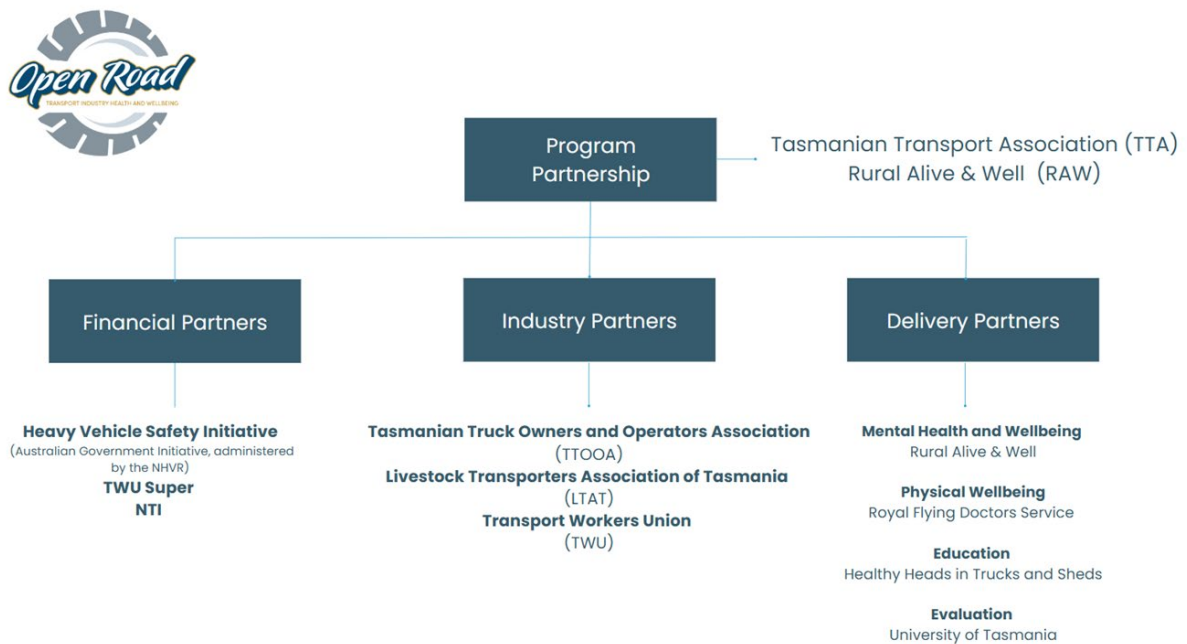 Open Road
TRANSPORT INDUSTRY HEALTH AND WELLBEING
Program
Partnership
Tasmanian Transport Association (TTA)
Rural Alive & Well (RAW)
Financial Partners
Industry Partners
Delivery Partners
Heavy Vehicle Safety Initiative
(Australian Government Initiative, administered
by the NHVR)
TWU Super
NTI
Tasmanian Truck Owners and Operators Association
(TTOOA)
Livestock Transporters Association of Tasmania
(LTAT)
Transport Workers Union
(TWU)
Mental Health and Wellbeing
Rural Alive & Well
Physical Wellbeing
Royal Flying Doctors Service
Education
Healthy Heads in Trucks and Sheds
Evaluation
University of Tasmania